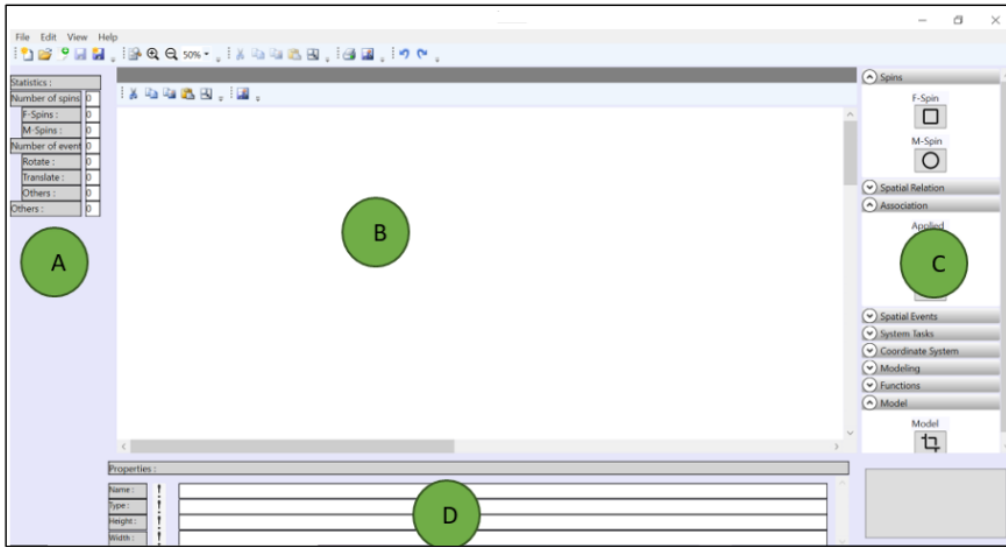 File Edit View Help
50%
Statistics :
Number of spins 0
F-Spins : 0
M-Spins : 0
Number of event 0
Rotate : 0
Translate : 0
Others : 0
Others : 0
A
B
Spins
F-Spin
M-Spin
Spatial Relation
Association
Applied
C
Spatial Events
System Tasks
Coordinate System
Modeling
Functions
Model
Model
Properties :
Name : !
Type : !
Height : !
Width : !
D